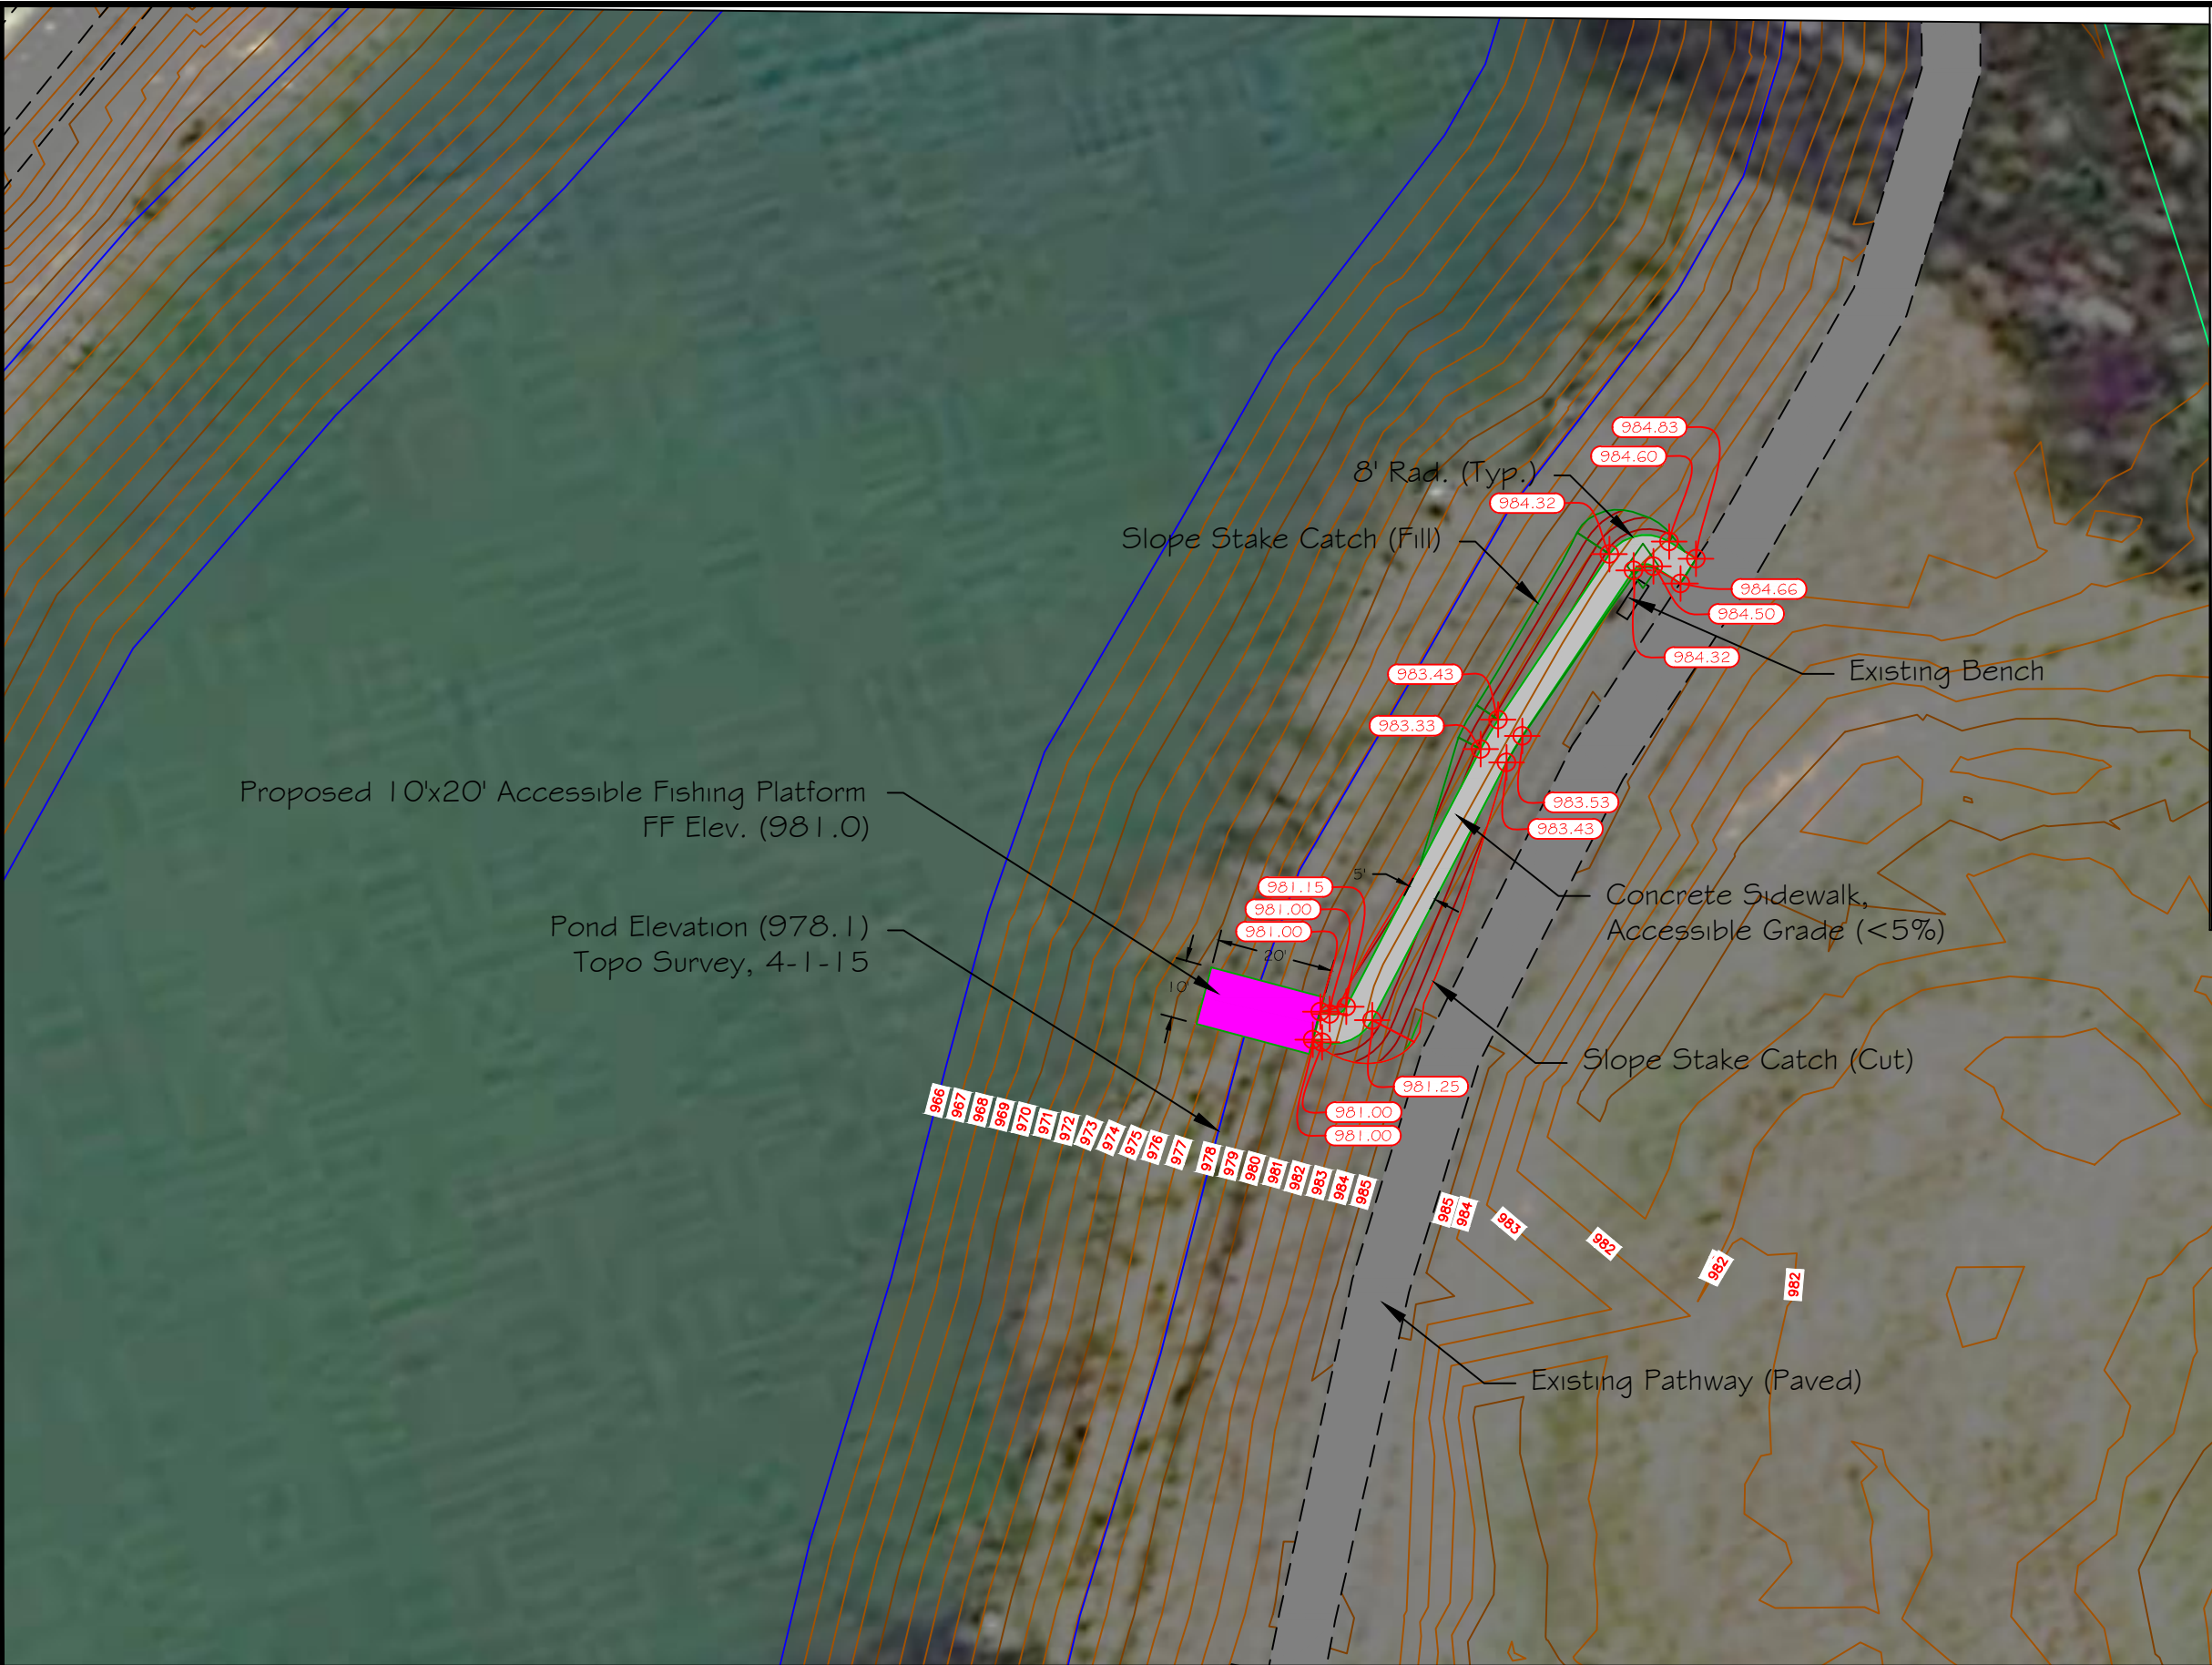 984.83
984.60
8' Rad. (Typ.)
984.32
Slope Stake Catch (Fill)
984.66
984.50
984.32
Existing Bench
983.43
983.33
983.53
983.43
Proposed 10'x20' Accessible Fishing Platform
FF Elev. (981.0)
5'
981.15
981.00
981.00
Concrete Sidewalk,
Accessible Grade (<5%)
Pond Elevation (978.1)
Topo Survey, 4-1-15
20'
10'
Slope Stake Catch (Cut)
981.25
981.00
981.00
966 967 968 969 970 971 972 973 974 975 976 977 978 979 980 981 982 983 984 985 985 984 983 982 982 982
Existing Pathway (Paved)